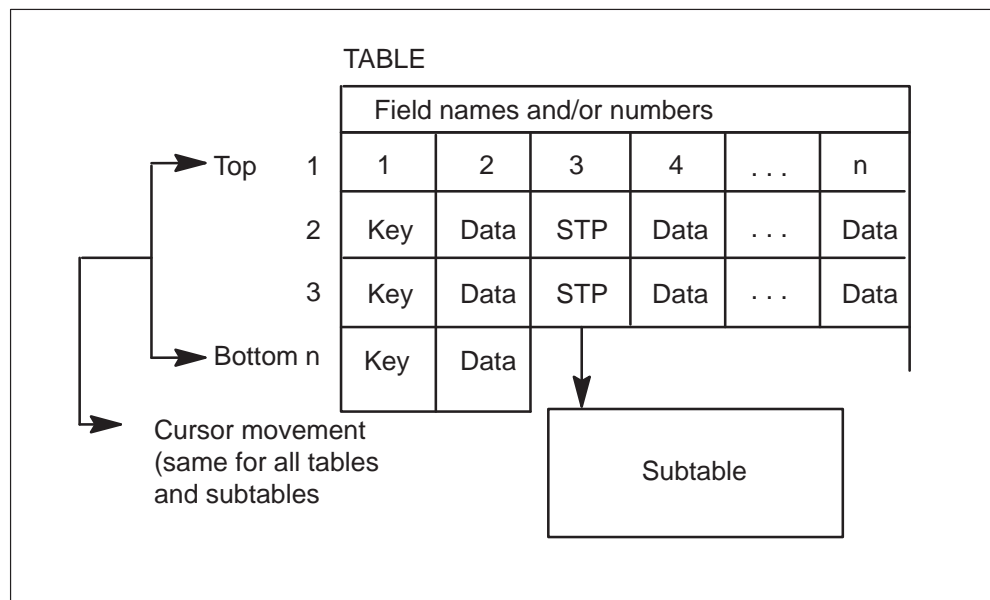 TABLE
Field names and/or numbers
Top 1 1 2 3 4 . . . n
2 Key Data STP Data . . . Data
3 Key Data STP Data . . . Data
Bottom n Key Data
Cursor movement
(same for all tables
and subtables
Subtable